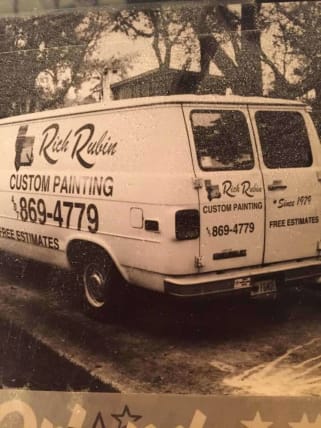 Rich Rubin
CUSTOM PAINTING
869-4779
FREE ESTIMATES
Rich Rubin
CUSTOM PAINTING
869-4779
Since 1979
FREE ESTIMATES